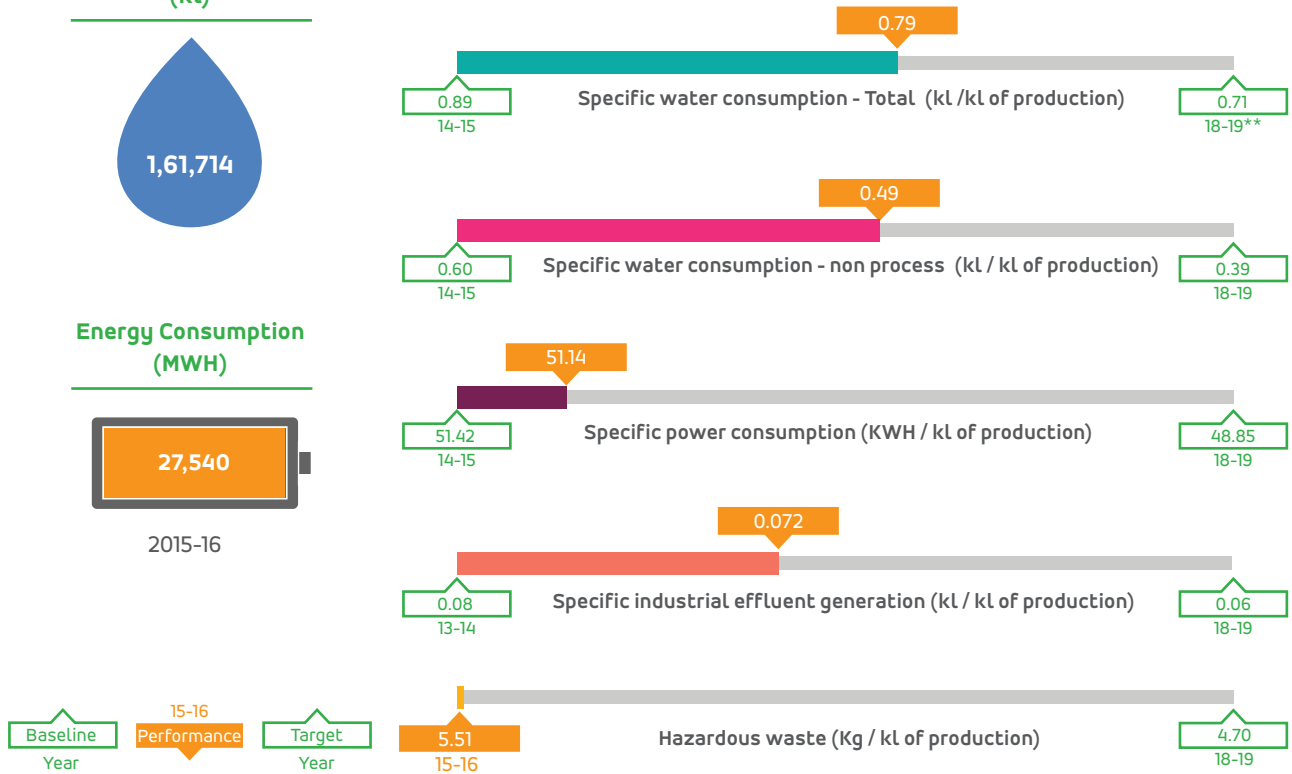 (kl)
1,61,714
Energy Consumption
(MWH)
27,540
2015-16
0.79
0.89
14-15
Specific water consumption - Total (kl /kl of production)
0.71
18-19**
0.49
0.60
14-15
Specific water consumption - non process (kl / kl of production)
0.39
18-19
51.14
51.42
14-15
Specific power consumption (KWH / kl of production)
48.85
18-19
0.072
0.08
13-14
Specific industrial effluent generation (kl / kl of production)
0.06
18-19
5.51
15-16
Hazardous waste (Kg / kl of production)
4.70
18-19
Baseline
Year
15-16
Performance
Target
Year